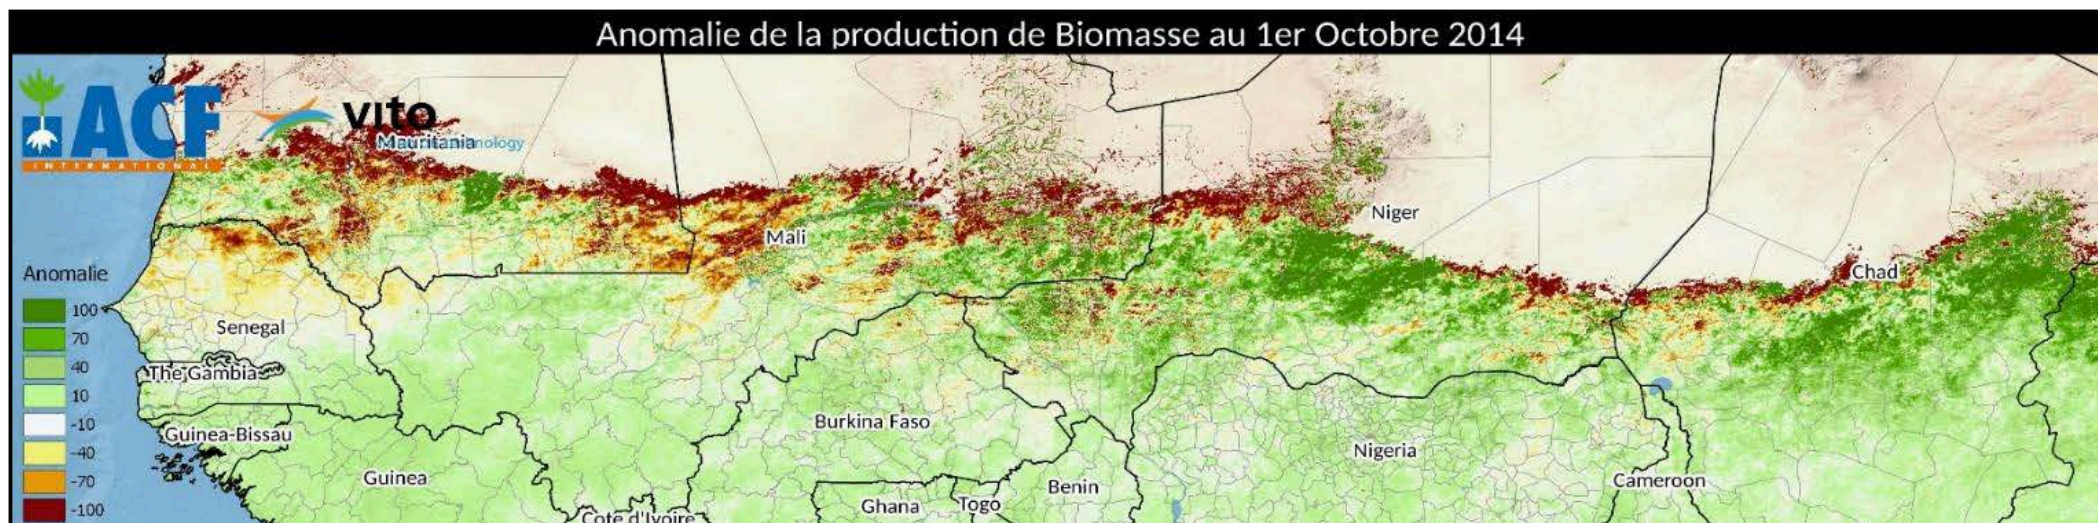 Anomalie de la production de Biomasse au 1er Octobre 2014
ACF
INTERNATIONAL
vito
Mauritania
Niger
Mali
Chad
Anomalie
100
70
40
10
-10
-40
-70
-100
Senegal
The Gambia
Guinea-Bissau
Guinea
Burkina Faso
Nigeria
Cameroon
Benin
Ghana
Togo
Cote d'Ivoire